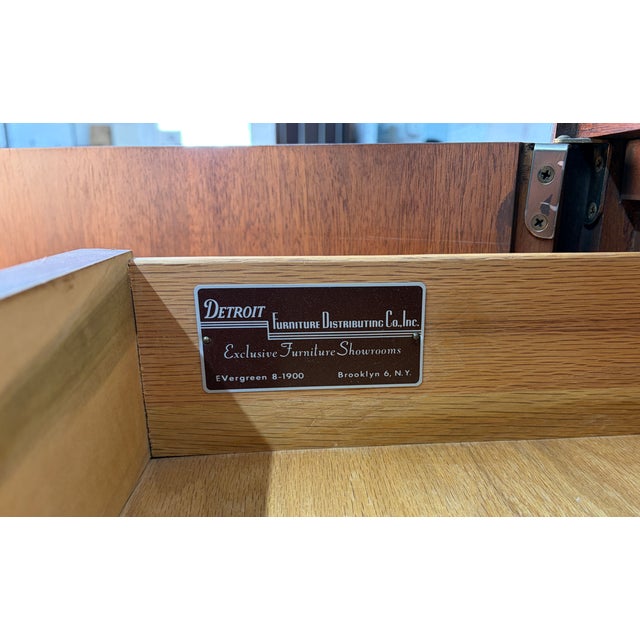 DETROIT
FURNITURE DISTRIBUTING CO., INC.
Exclusive Furniture Showrooms
EVergreen 8-1900 Brooklyn 6, N.Y.